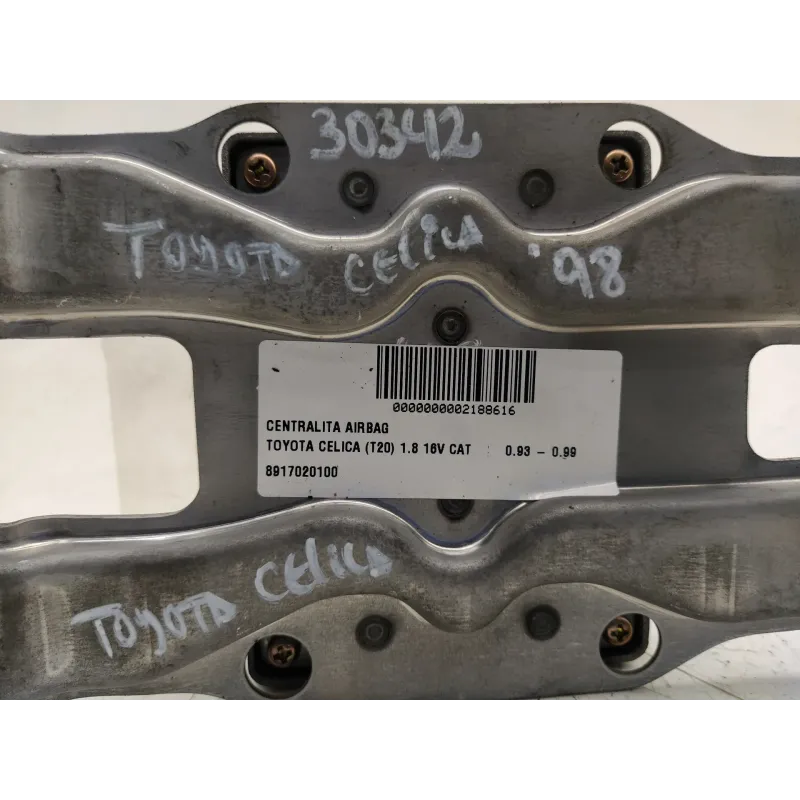 30342
TOYOTA CELICA '98
0000000002188616
CENTRALITA AIRBAG
TOYOTA CELICA (T20) 1.8 16V CAT 0.93 - 0.99
8917020100
TOYOTA CELICA